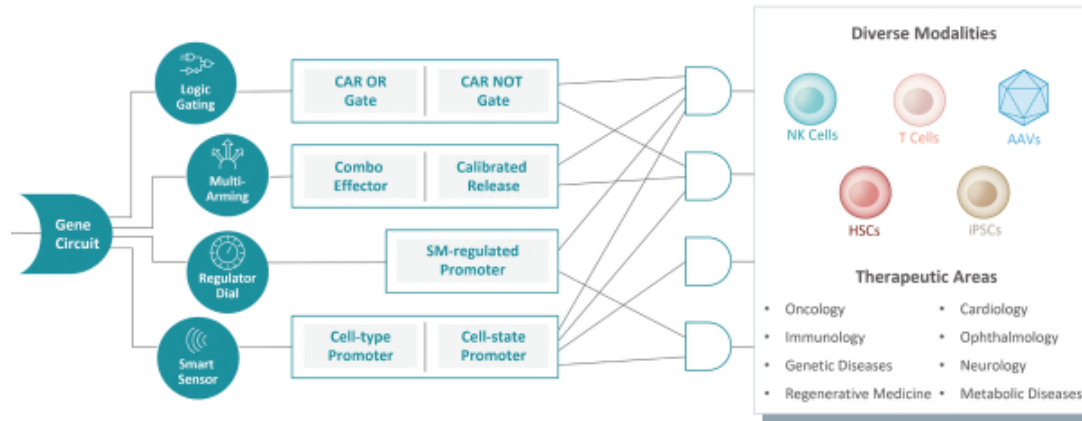 Gene
Circuit
Logic
Gating
Multi-
Arming
Regulator
Dial
Smart
Sensor
CAR OR
Gate
CAR NOT
Gate
Combo
Effector
Calibrated
Release
SM-regulated
Promoter
Cell-type
Promoter
Cell-state
Promoter
Diverse Modalities
NK Cells
T Cells
AAVs
HSCs
iPSCs
Therapeutic Areas
• Oncology
• Immunology
• Genetic Diseases
• Regenerative Medicine
• Cardiology
• Ophthalmology
• Neurology
• Metabolic Diseases